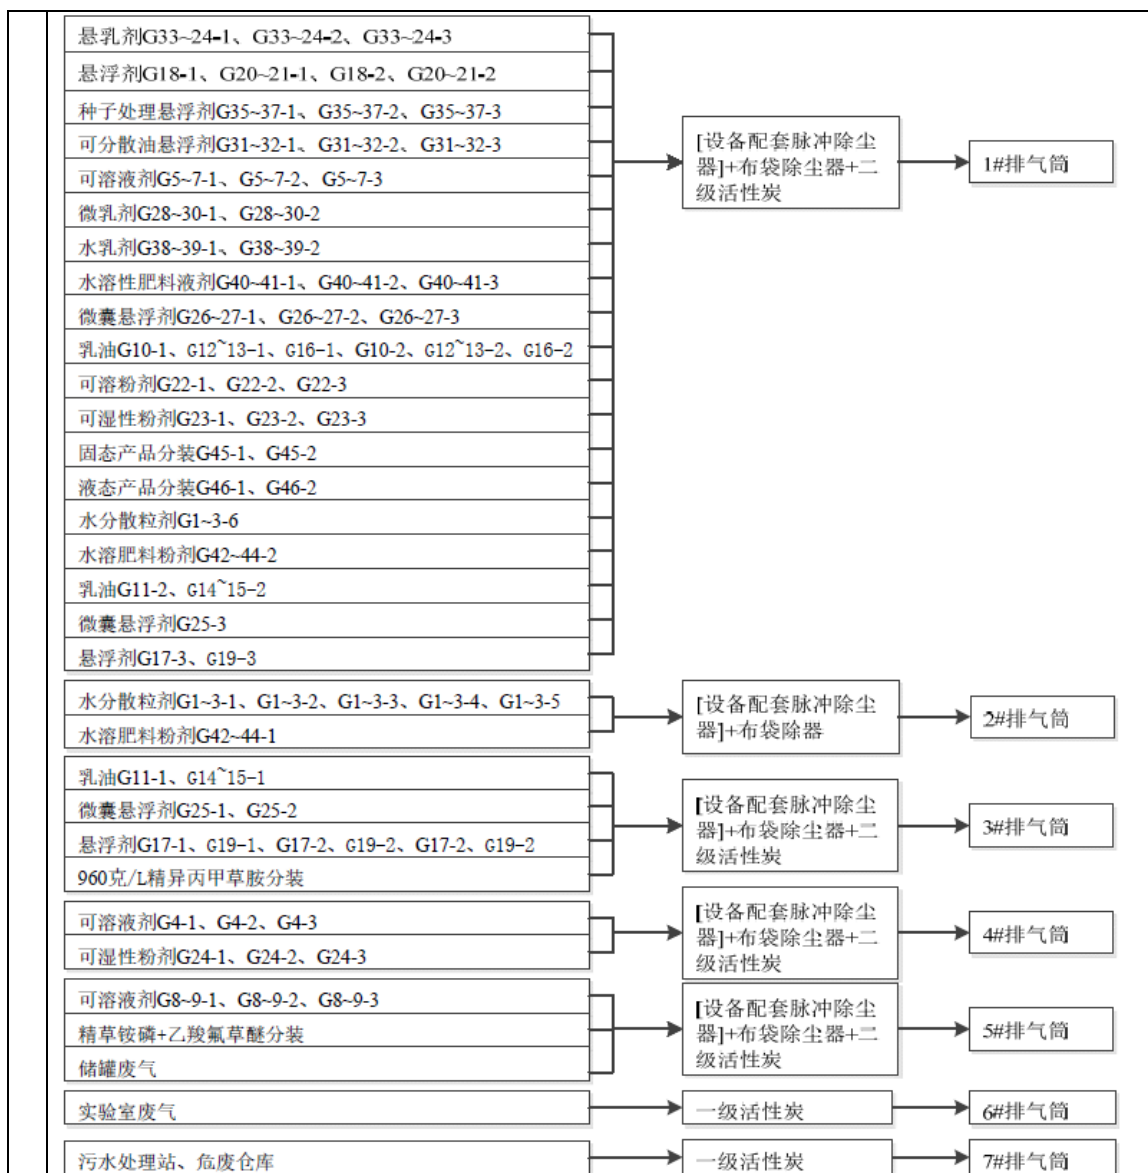 悬乳剂G33~24-1、G33~24-2、G33~24-3
悬浮剂G18-1、G20~21-1、G18-2、G20~21-2
种子处理悬浮剂G35~37-1、G35~37-2、G35~37-3
可分散油悬浮剂G31~32-1、G31~32-2、G31~32-3
可溶液剂G5~7-1、G5~7-2、G5~7-3
微乳剂G28~30-1、G28~30-2
水乳剂G38~39-1、G38~39-2
水溶性肥料液剂G40~41-1、G40~41-2、G40~41-3
微囊悬浮剂G26~27-1、G26~27-2、G26~27-3
乳油G10-1、G12~13-1、G16-1、G10-2、G12~13-2、G16-2
可溶粉剂G22-1、G22-2、G22-3
可湿性粉剂G23-1、G23-2、G23-3
固态产品分装G45-1、G45-2
液态产品分装G46-1、G46-2
水分散粒剂G1~3-6
水溶肥料粉剂G42~44-2
乳油G11-2、G14~15-2
微囊悬浮剂G25-3
悬浮剂G17-3、G19-3
[设备配套脉冲除尘
器]+布袋除尘器+二
级活性炭
1#排气筒
水分散粒剂G1~3-1、G1~3-2、G1~3-3、G1~3-4、G1~3-5
水溶肥料粉剂G42~44-1
[设备配套脉冲除尘
器]+布袋除器
2#排气筒
乳油G11-1、G14~15-1
微囊悬浮剂G25-1、G25-2
悬浮剂G17-1、G19-1、G17-2、G19-2、G17-2、G19-2
960克/L精异丙甲草胺分装
[设备配套脉冲除尘
器]+布袋除尘器+二
级活性炭
3#排气筒
可溶液剂G4-1、G4-2、G4-3
可湿性粉剂G24-1、G24-2、G24-3
[设备配套脉冲除尘
器]+布袋除尘器+二
级活性炭
4#排气筒
可溶液剂G8~9-1、G8~9-2、G8~9-3
精草铵磷+乙羧氟草醚分装
储罐废气
[设备配套脉冲除尘
器]+布袋除尘器+二
级活性炭
5#排气筒
实验室废气
一级活性炭
6#排气筒
污水处理站、危废仓库
一级活性炭
7#排气筒